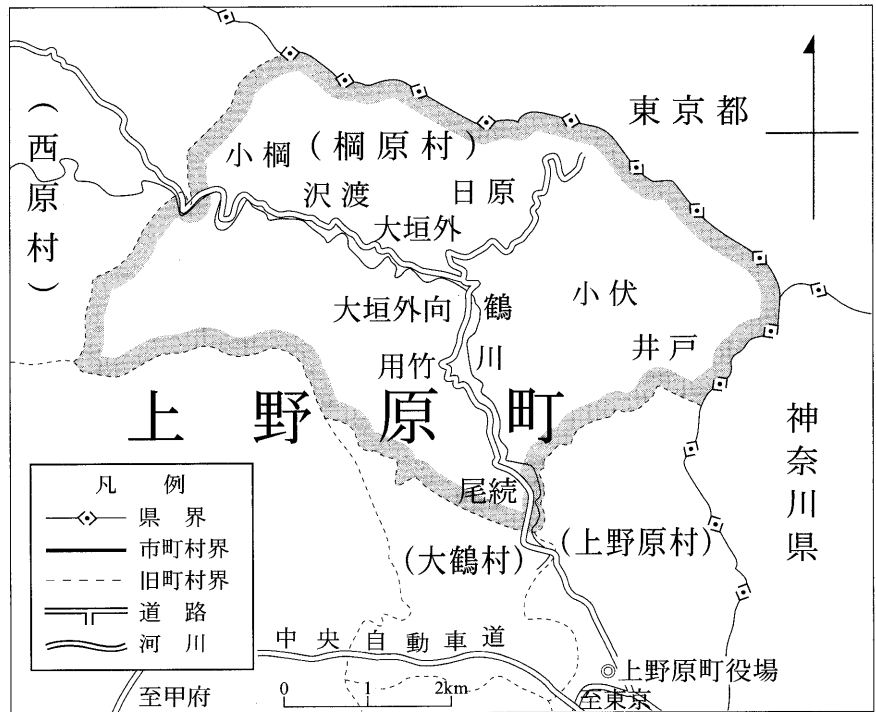 東京都
(西原村)
小棡 (棡原村)
沢渡
日原
大垣外
大垣外向
鶴川
小伏
井戸
用竹
上野原町
神奈川県
尾続
(大鶴村)
(上野原村)
凡 例
県 界
市町村界
旧町村界
道 路
河 川
中央自動車道
上野原町役場
至甲府
0 1 2km
至東京